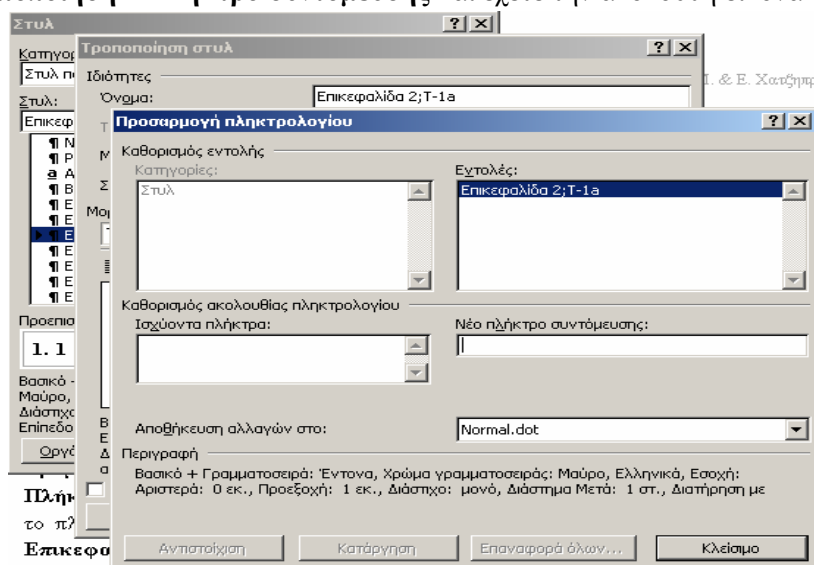 Στυλ
Κατηγορ
Στυλ π
Στυλ:
Επικεφ
Προεπισ
1. 1
Βασικό -
Μαύρο,
Διάστιχο
Επίπεδο
Οργά
Τροποποίηση στυλ
Ιδιότητες
Όνομα:
Επικεφαλίδα 2;T-1a
Προσαρμογή πληκτρολογίου
Καθορισμός εντολής
Κατηγορίες:
Εντολές:
Στυλ
Επικεφαλίδα 2;T-1a
Καθορισμός ακολουθίας πληκτρολογίου
Ισχύοντα πλήκτρα:
Νέο πλήκτρο συντόμευσης:
Αποθήκευση αλλαγών στο:
Normal.dot
Περιγραφή
Βασικό + Γραμματοσειρά: Έντονα, Χρώμα γραμματοσειράς: Μαύρο, Ελληνικά, Εσοχή:
Αριστερά: 0 εκ., Προεξοχή: 1 εκ., Διάστιχο: μονό, Διάστημα Μετά: 1 στ., Διατήρηση με
Αντιστοίχιση
Κατάργηση
Επαναφορά όλων...
Κλείσιμο
& Ε. Χατζηπρ
Πλήκ
το πλ
Επικεφα